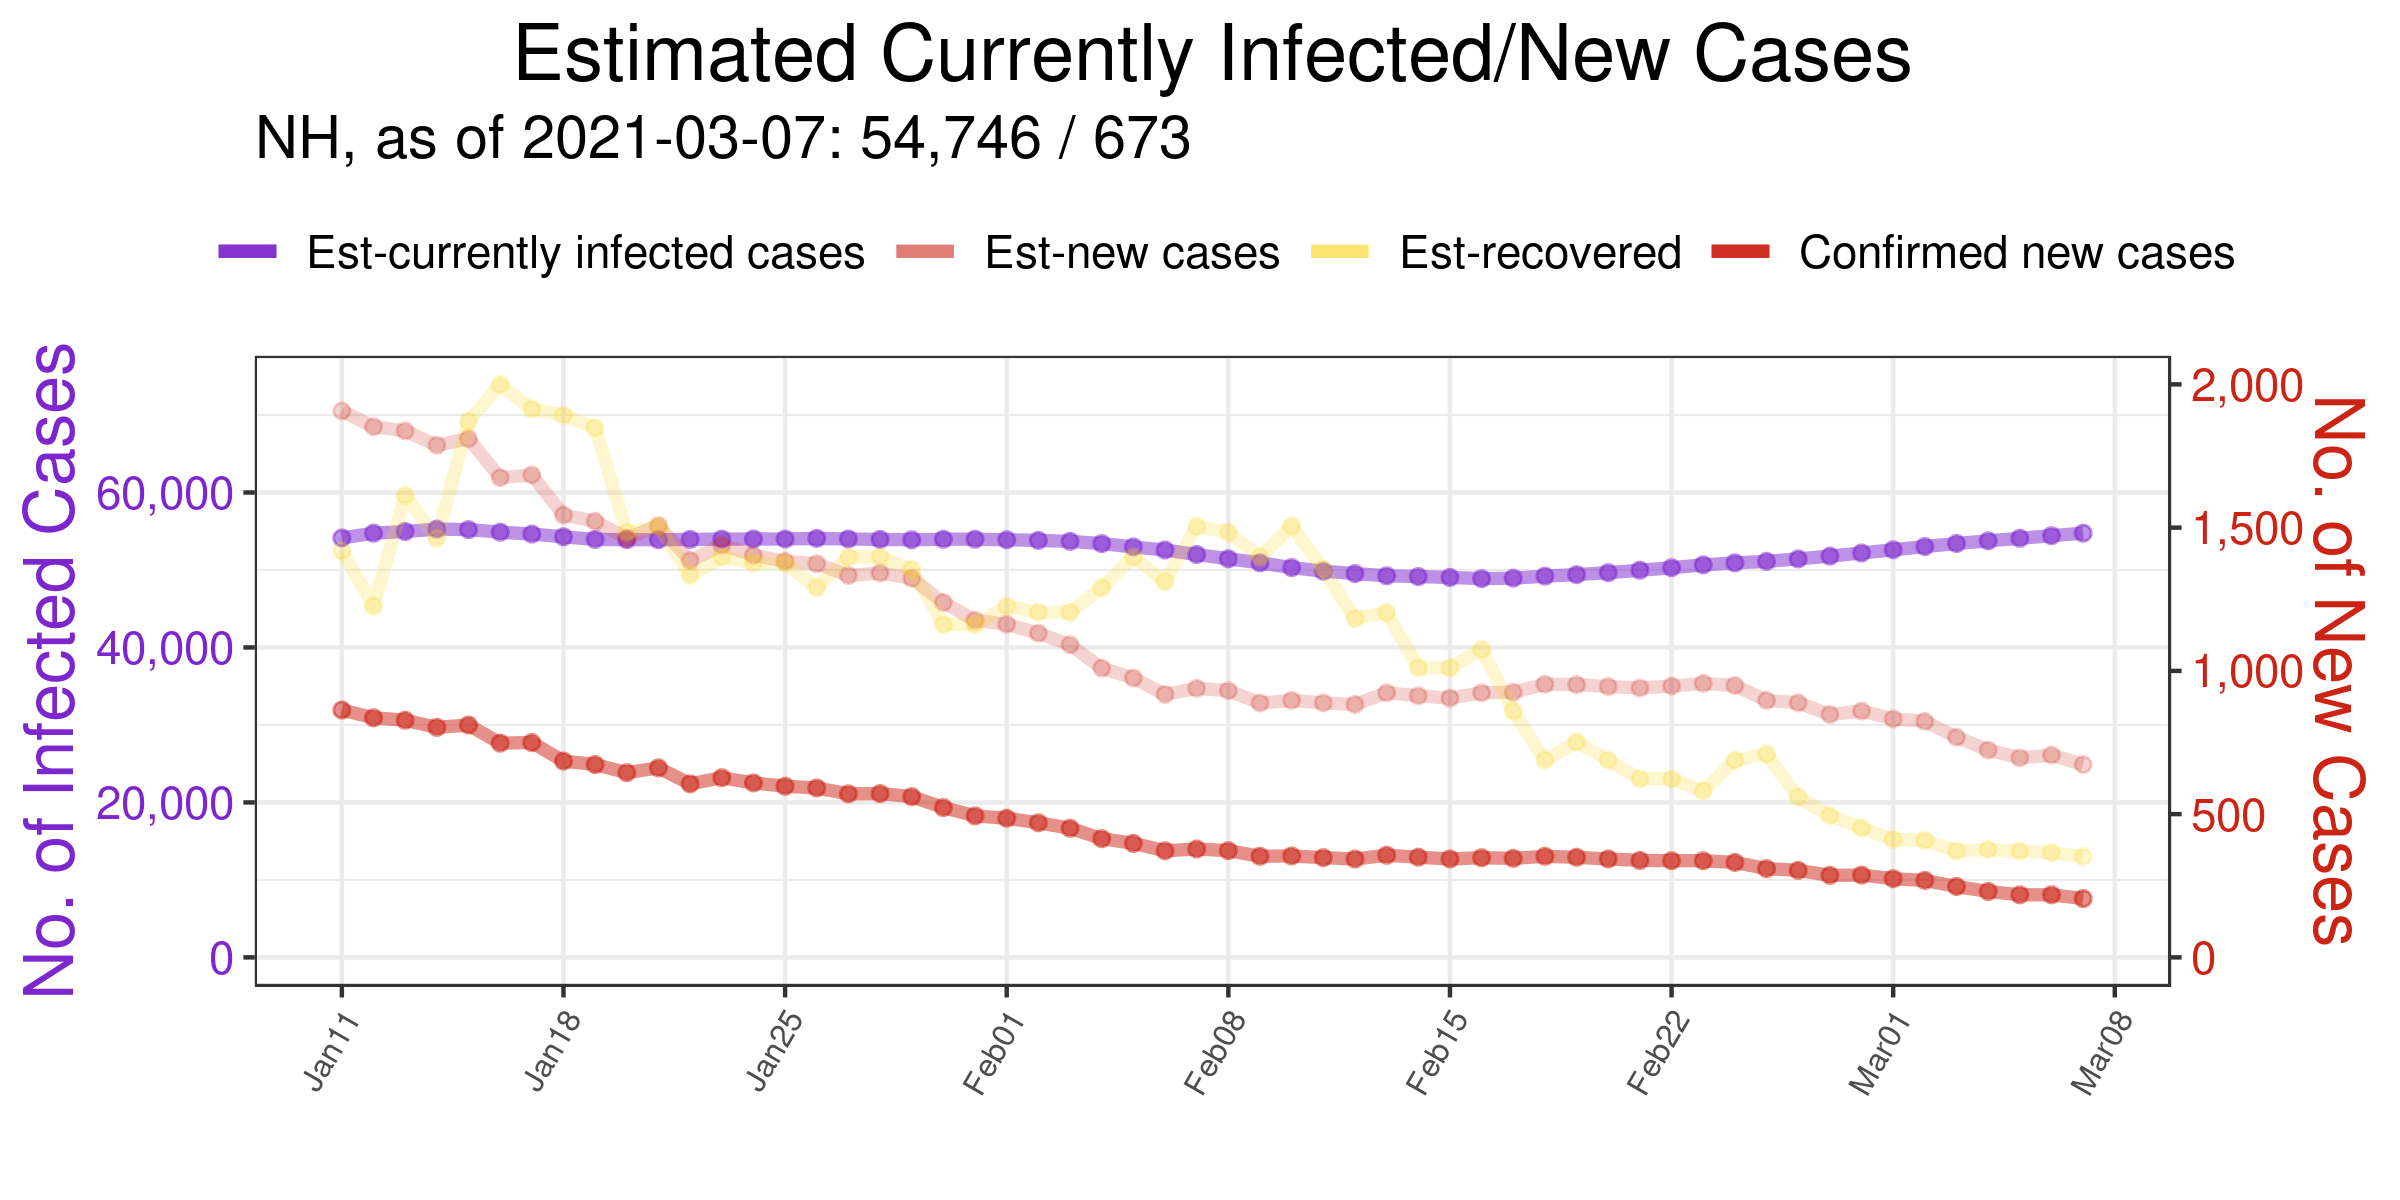 Estimated Currently Infected/New Cases
NH, as of 2021-03-07: 54,746 / 673
Est-currently infected cases
Est-new cases
Est-recovered
Confirmed new cases
No. of Infected Cases
60,000
40,000
20,000
0
2,000
1,500
1,000
500
0
No. of New Cases
Jan11
Jan18
Jan25
Feb01
Feb08
Feb15
Feb22
Mar01
Mar08